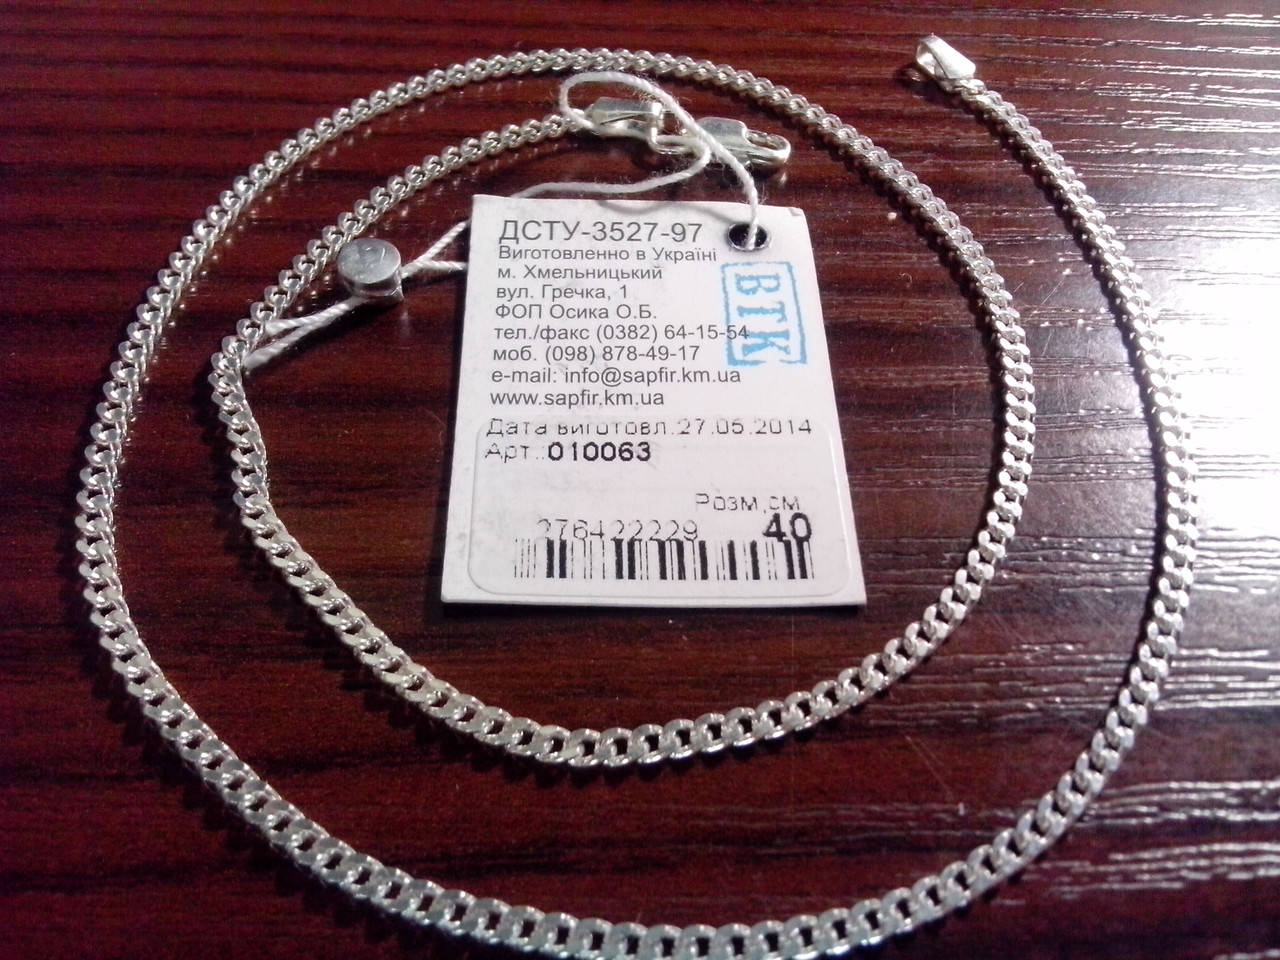 ДСТУ-3527-97
Виготовленно в Україні
м. Хмельницький
вул. Гречка, 1
ФОП Осика О.Б.
тел./факс (0382) 64-15-54
моб. (098) 878-49-17
e-mail: info@sapfir.km.ua
www.sapfir.km.ua
ВТК
Дата виготовл.:27.05.2014
Арт.:010063
Розм,см
276422229 40